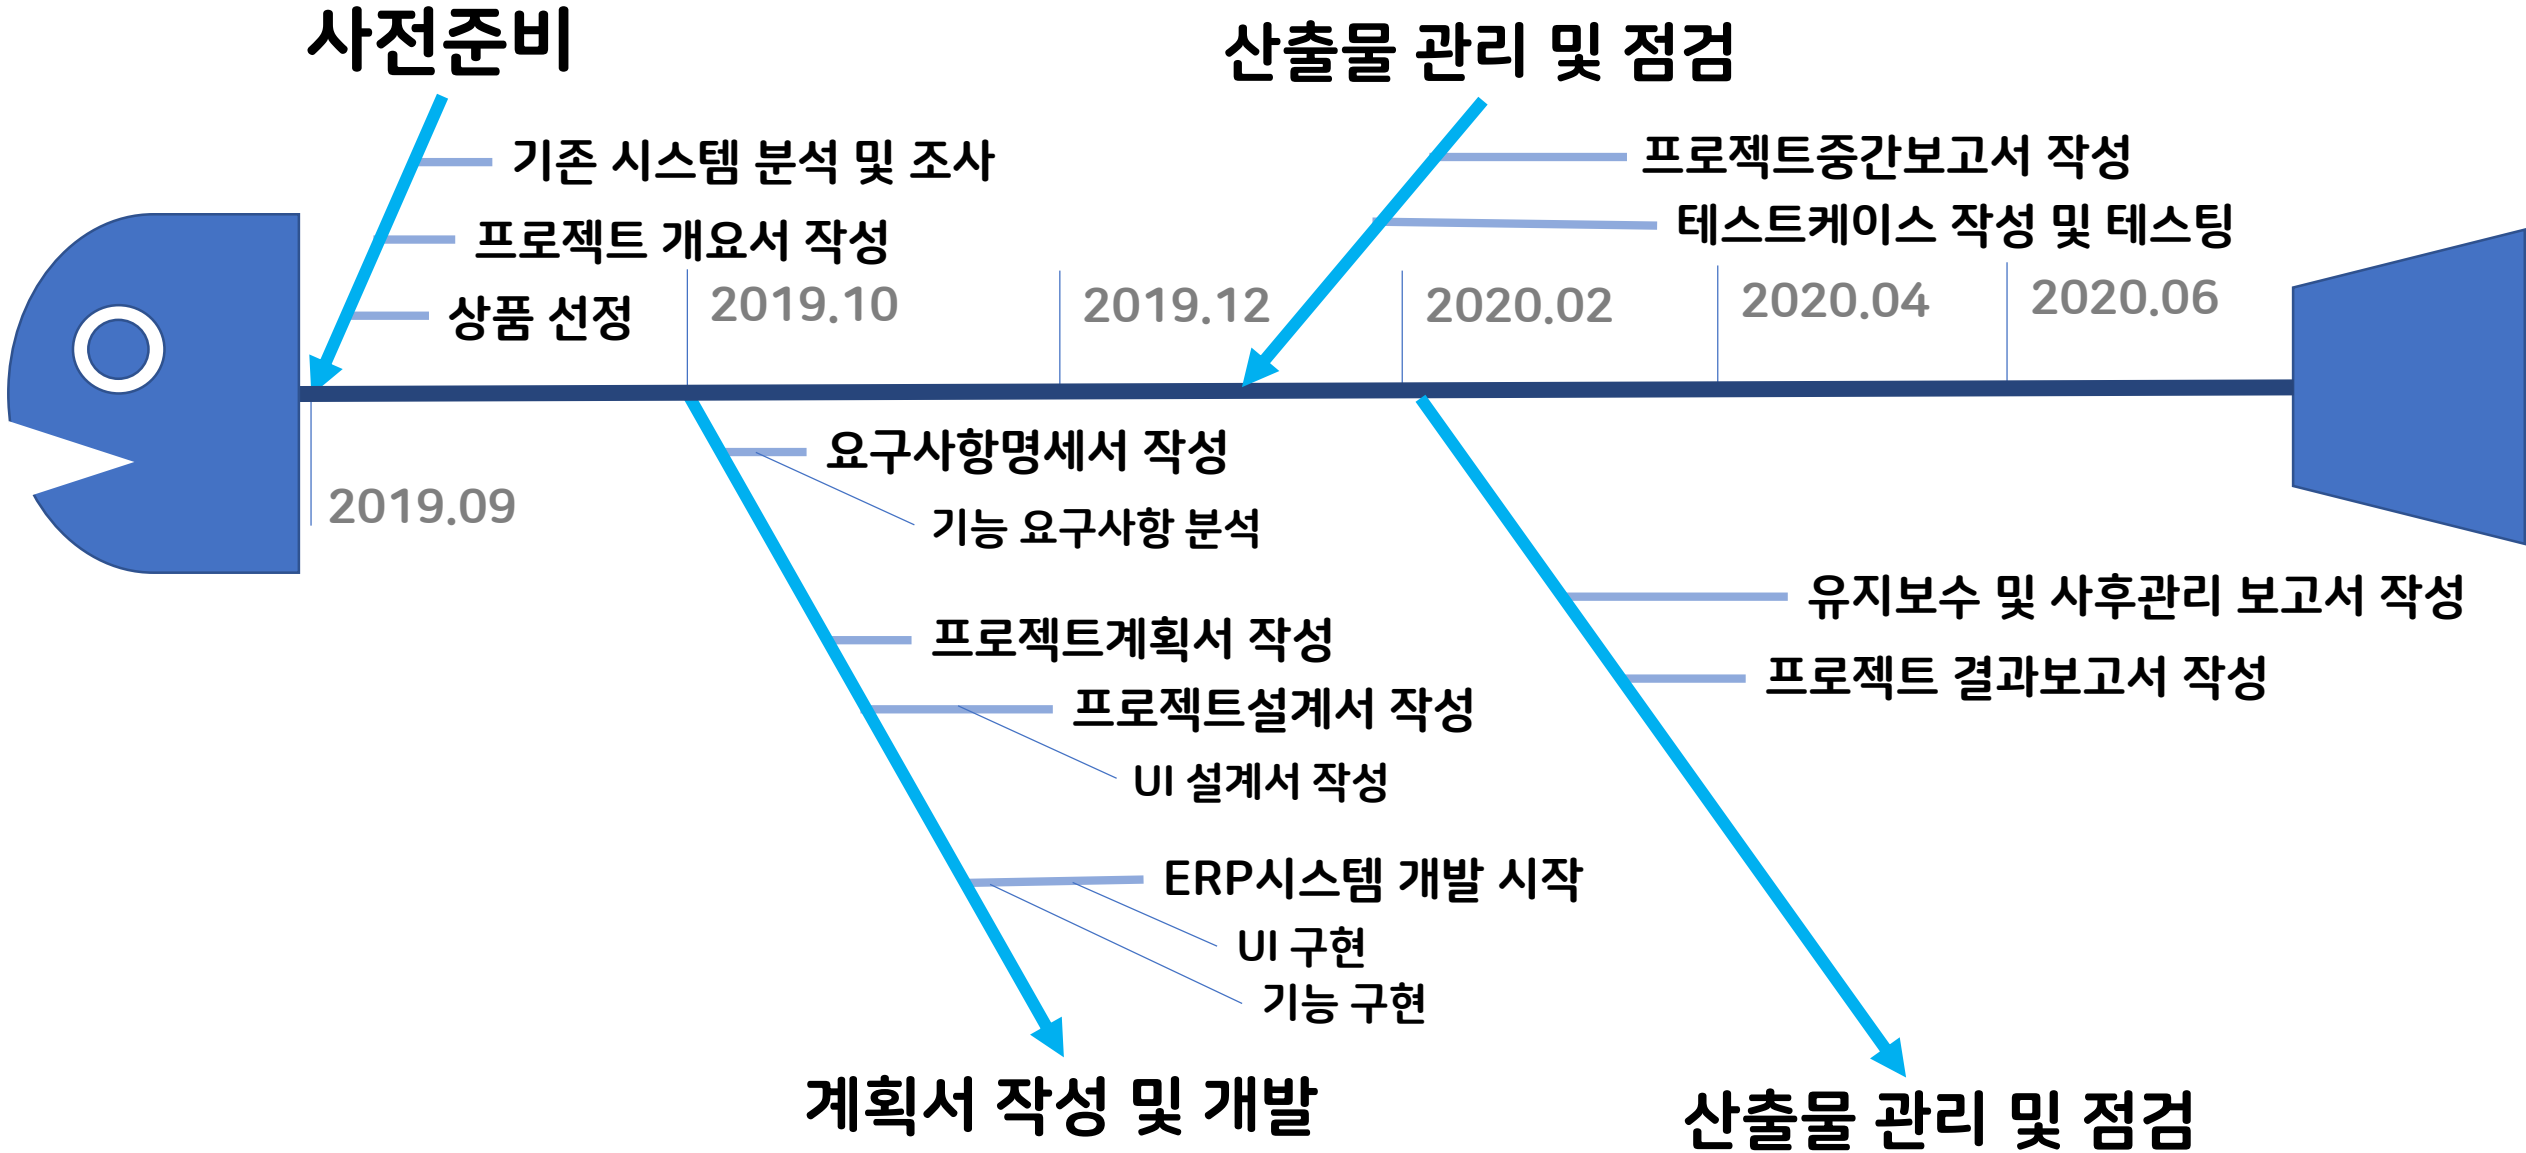 사전준비
기존 시스템 분석 및 조사
프로젝트 개요서 작성
상품 선정
산출물 관리 및 점검
프로젝트중간보고서 작성
테스트케이스 작성 및 테스팅
2019.10
2019.12
2020.02
2020.04
2020.06
2019.09
요구사항명세서 작성
기능 요구사항 분석
프로젝트계획서 작성
프로젝트설계서 작성
UI 설계서 작성
ERP시스템 개발 시작
UI 구현
기능 구현
계획서 작성 및 개발
유지보수 및 사후관리 보고서 작성
프로젝트 결과보고서 작성
산출물 관리 및 점검